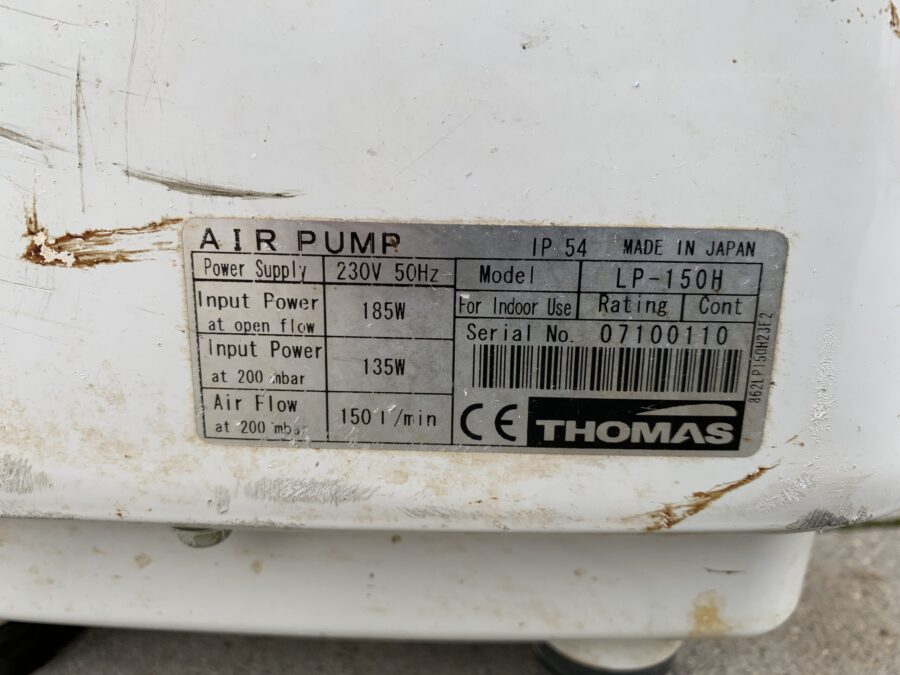 AIR PUMP IP 54 MADE IN JAPAN
Power Supply 230V 50Hz
Input Power at open flow 185W
Input Power at 200 mbar 135W
Air Flow at 200 mbar 150 l/min
Model LP-150H
For Indoor Use Rating Cont
Serial No. 07100110
CE THOMAS
862LP150H23E2